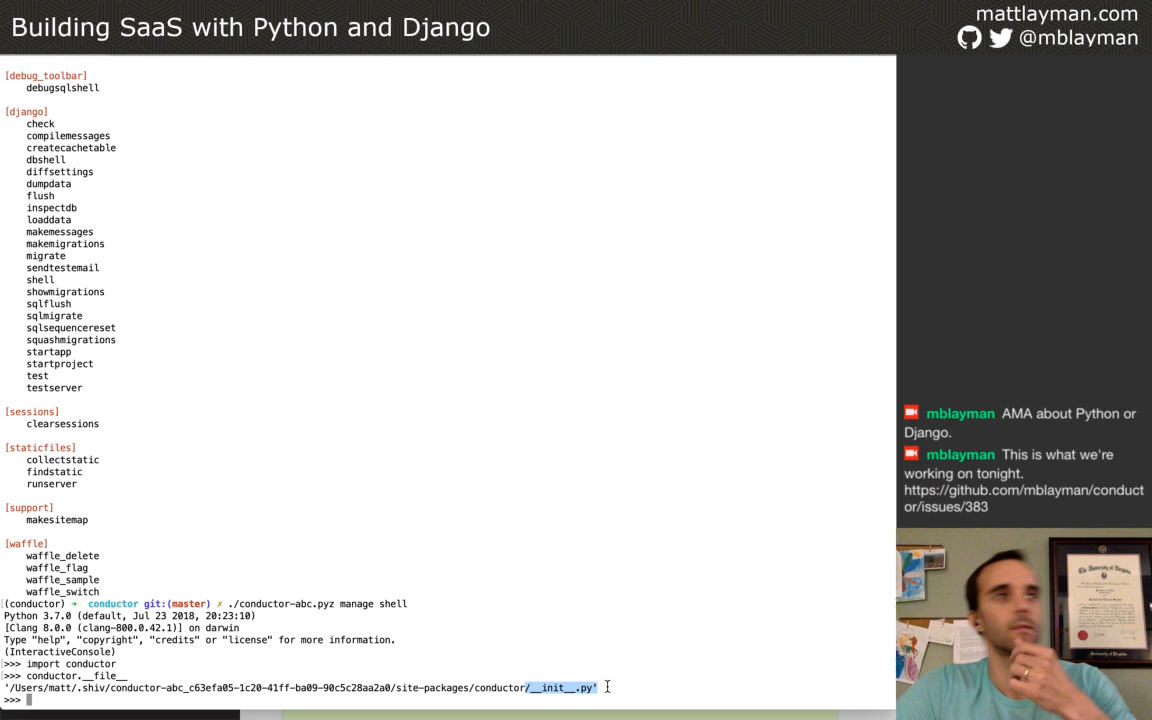 Building SaaS with Python and Django
mattlayman.com
@mblayman
[debug_toolbar]
debugsqlshell
[django]
check
compilemessages
createcachetable
dbshell
diffsettings
dumpdata
flush
inspectdb
loaddata
makemessages
makemigrations
migrate
sendtestemail
shell
showmigrations
sqlflush
sqlmigrate
sqlsequencereset
squashmigrations
startapp
startproject
test
testserver
[sessions]
clearsessions
[staticfiles]
collectstatic
findstatic
runserver
[support]
makesitemap
[waffle]
waffle_delete
waffle_flag
waffle_sample
waffle_switch
(conductor) ➜ conductor git:(master) ✗ ./conductor-abc.pyz manage shell
Python 3.7.0 (default, Jul 23 2018, 20:23:10)
[Clang 8.0.0 (clang-800.0.42.1)] on darwin
Type "help", "copyright", "credits" or "license" for more information.
(InteractiveConsole)
>>> import conductor
>>> conductor.__file__
'/Users/matt/.shiv/conductor-abc_c63efa05-1c20-41ff-ba09-90c5c28aa2a0/site-packages/conductor/__init__.py'
>>>
mblayman AMA about Python or
Django.
mblayman This is what we're
working on tonight.
https://github.com/mblayman/conduct
or/issues/383
The University of Virginia